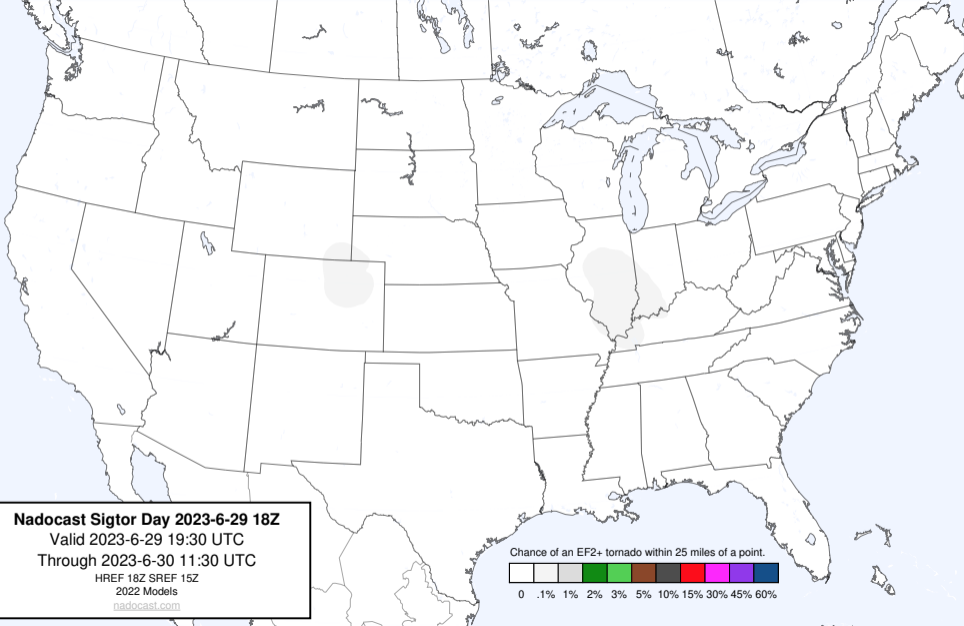 Nadocast Sigtor Day 2023-6-29 18Z
Valid 2023-6-29 19:30 UTC
Through 2023-6-30 11:30 UTC
HREF 18Z SREF 15Z
2022 Models
nadocast.com
Chance of an EF2+ tornado within 25 miles of a point.
0 .1% 1% 2% 3% 5% 10% 15% 30% 45% 60%